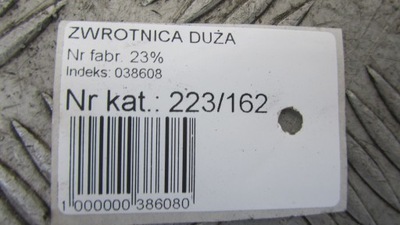 ZWROTNICA DUŻA
Nr fabr. 23%
Indeks: 038608
Nr kat.: 223/162
1 000000 386080